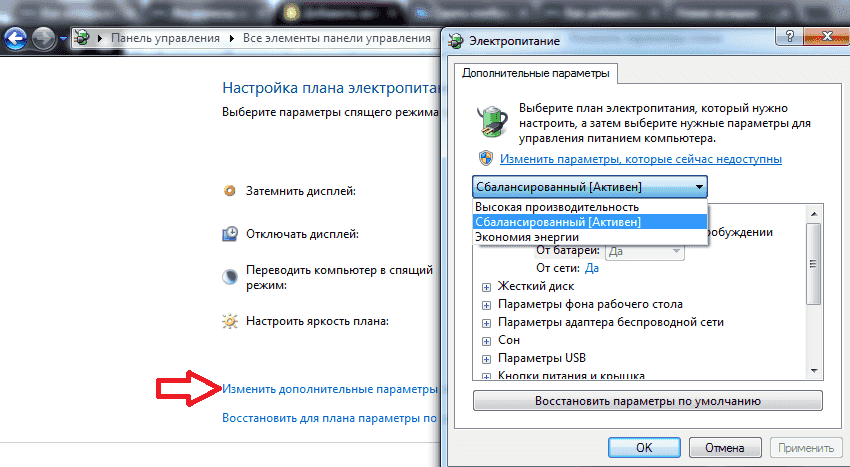 Панель управления
Все элементы панели управления
Настройка плана электропитан
Выберите параметры спящего режима
Затемнить дисплей:
Отключать дисплей:
Переводить компьютер в спящий
режим:
Настроить яркость плана:
Изменить дополнительные параметры
Восстановить для плана параметры по
Электропитание
?
Дополнительные параметры
Выберите план электропитания, который нужно
настроить, а затем выберите нужные параметры для
управления питанием компьютера.
Изменить параметры, которые сейчас недоступны
Сбалансированный [Активен]
Высокая производительность
Сбалансированный [Активен]
Экономия энергии
робуждении
От батареи: Да
От сети: Да
Жесткий диск
Параметры фона рабочего стола
Параметры адаптера беспроводной сети
Сон
Параметры USB
Кнопки питания и крышка
Восстановить параметры по умолчанию
OK
Отмена
Применить